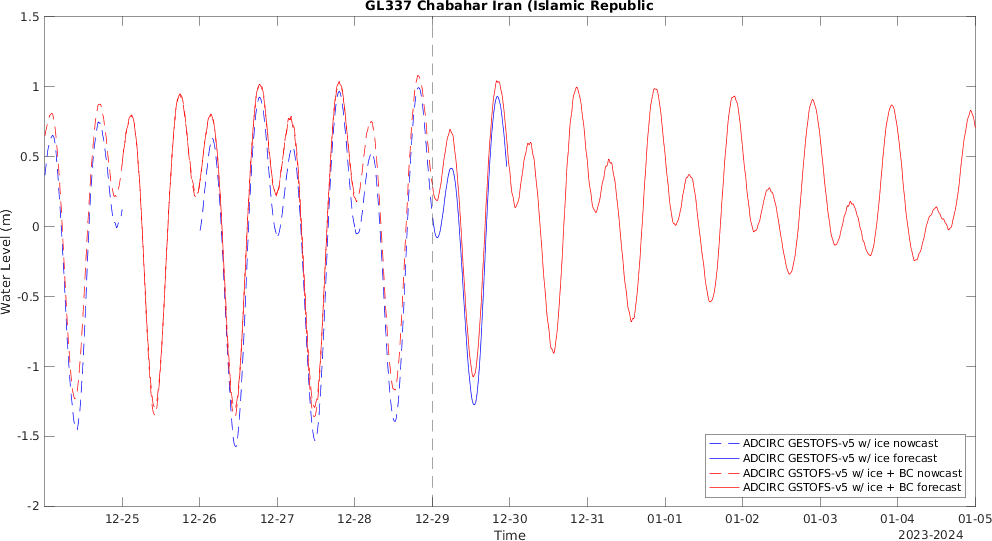 GL337 Chabahar Iran (Islamic Republic
1.5
1
0.5
0
-0.5
-1
-1.5
-2
Water Level (m)
ADCIRC GESTOFS-v5 w/ ice nowcast
ADCIRC GESTOFS-v5 w/ ice forecast
ADCIRC GSTOFS-v5 w/ ice + BC nowcast
ADCIRC GSTOFS-v5 w/ ice + BC forecast
12-25 12-26 12-27 12-28 12-29 12-30 12-31 01-01 01-02 01-03 01-04 01-05
Time
2023-2024